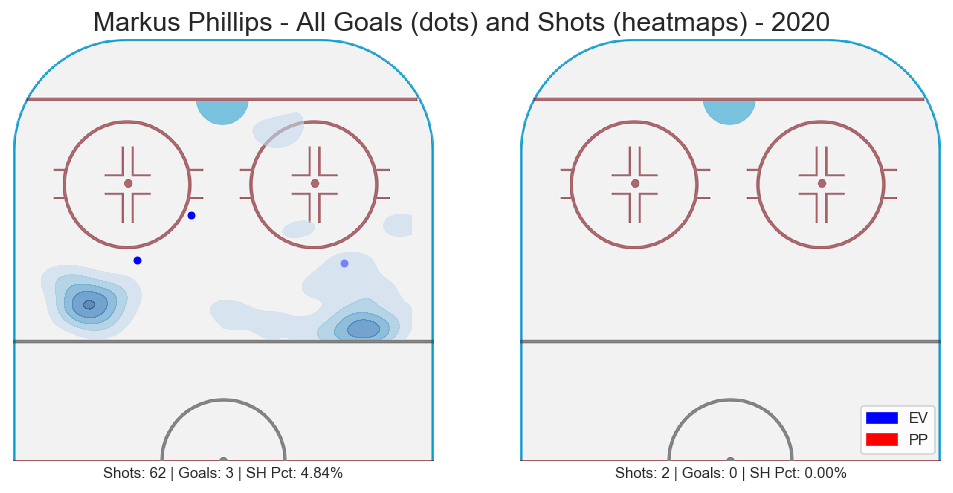 Markus Phillips - All Goals (dots) and Shots (heatmaps) - 2020
EV
PP
Shots: 62 | Goals: 3 | SH Pct: 4.84%
Shots: 2 | Goals: 0 | SH Pct: 0.00%